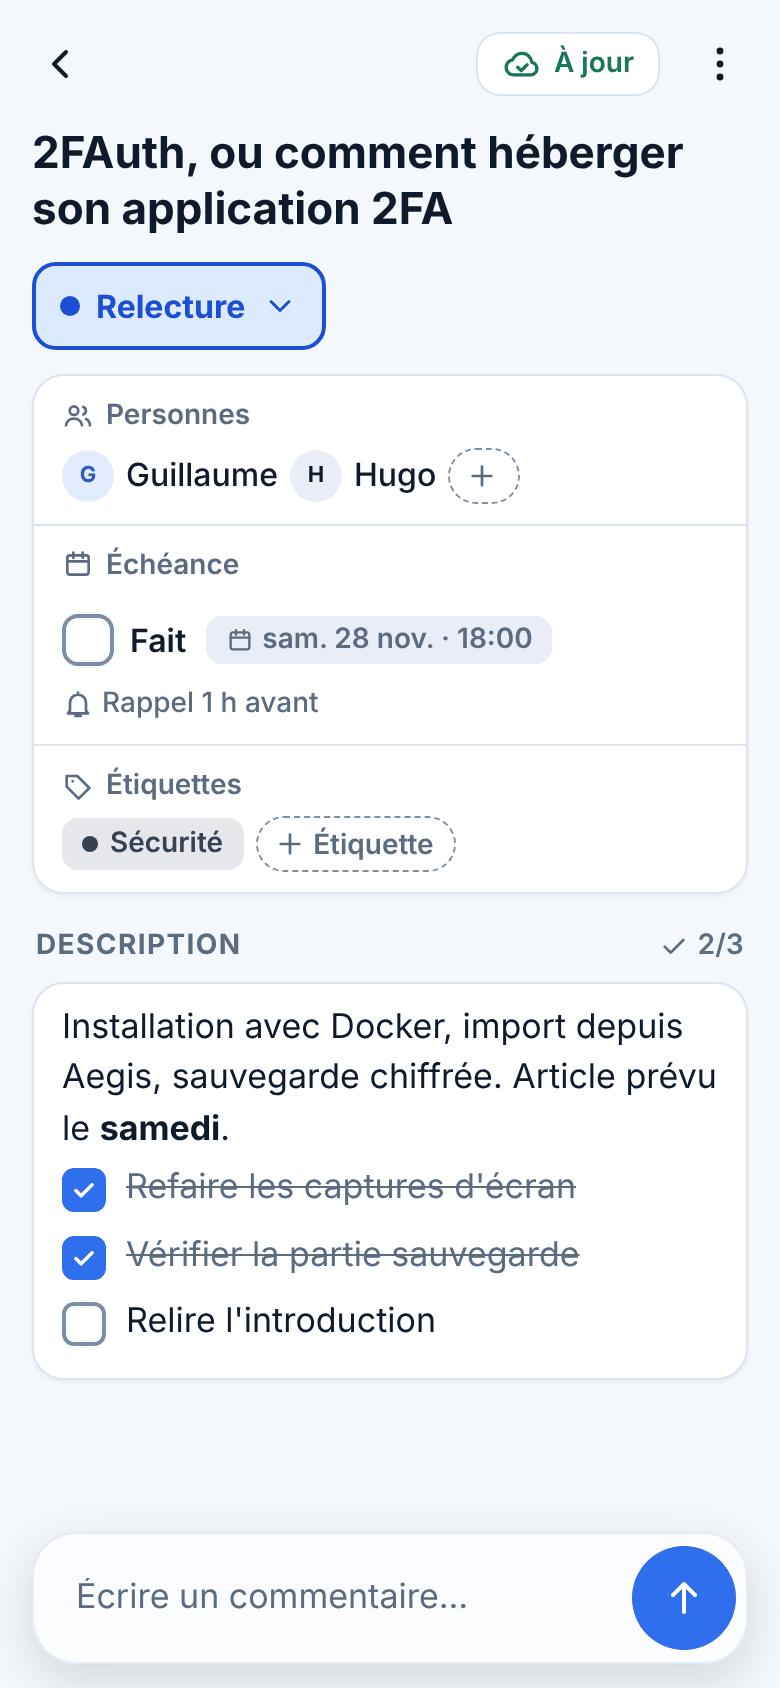 À jour
2FAuth, ou comment héberger
son application 2FA
Relecture
Personnes
G Guillaume H Hugo
Échéance
Fait sam. 28 nov. · 18:00
Rappel 1 h avant
Étiquettes
Sécurité + Étiquette
DESCRIPTION 2/3
Installation avec Docker, import depuis
Aegis, sauvegarde chiffrée. Article prévu
le samedi.
Refaire les captures d'écran
Vérifier la partie sauvegarde
Relire l'introduction
Écrire un commentaire...